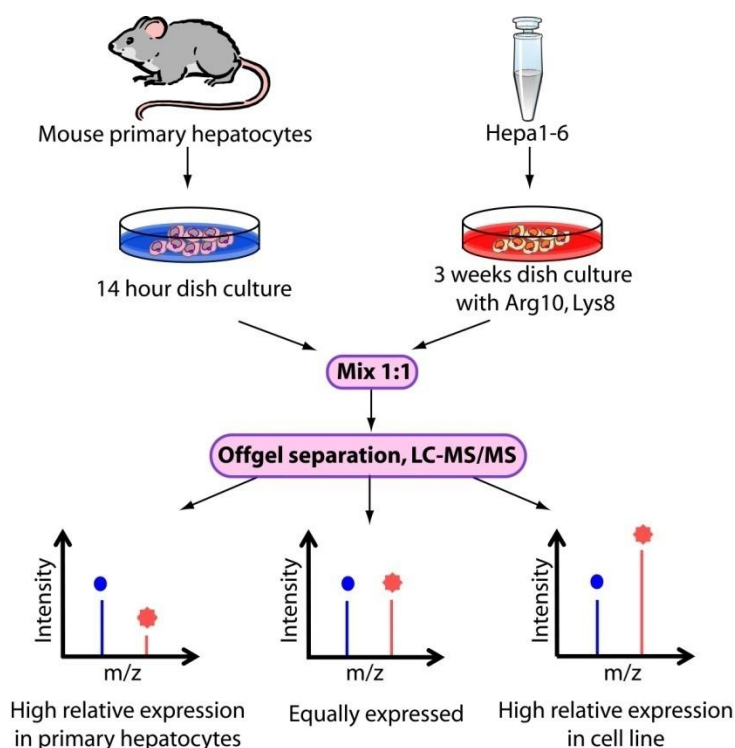 Mouse primary hepatocytes
Hepa1-6
14 hour dish culture
3 weeks dish culture
with Arg10, Lys8
Mix 1:1
Offgel separation, LC-MS/MS
Intensity
m/z
High relative expression
in primary hepatocytes
Intensity
m/z
Equally expressed
Intensity
m/z
High relative expression
in cell line